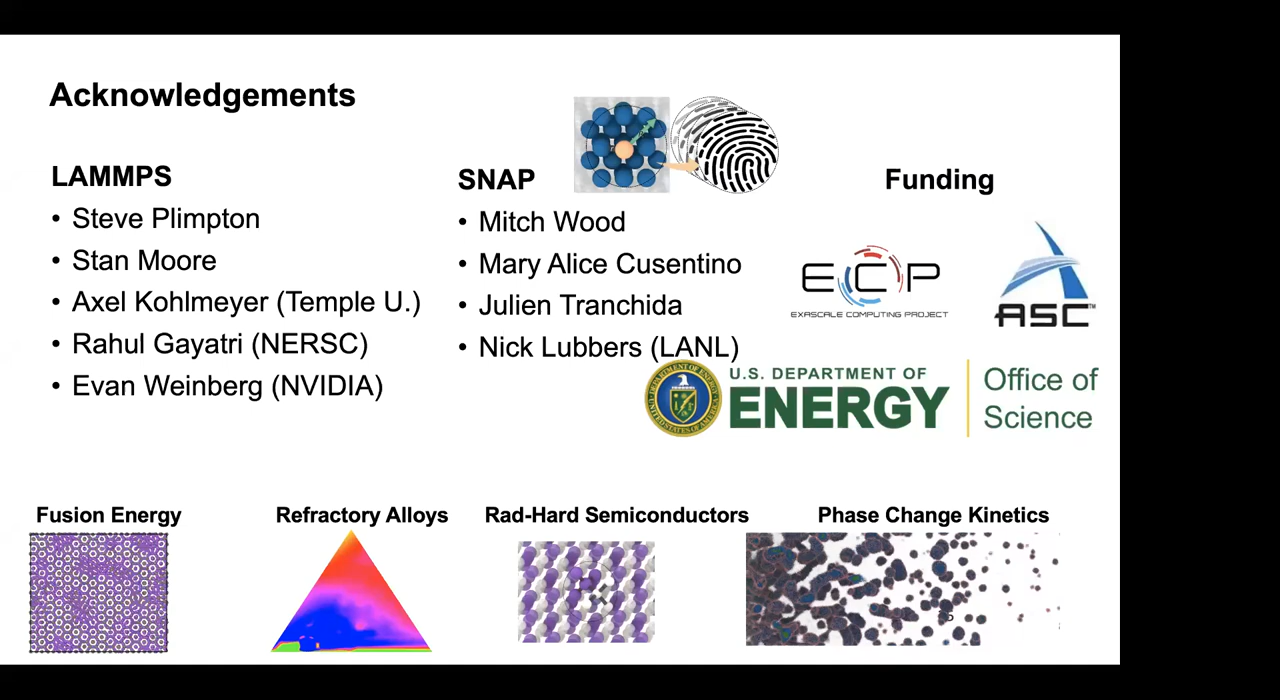 Acknowledgements
LAMMPS
• Steve Plimpton
• Stan Moore
• Axel Kohlmeyer (Temple U.)
• Rahul Gayatri (NERSC)
• Evan Weinberg (NVIDIA)
SNAP
• Mitch Wood
• Mary Alice Cusentino
• Julien Tranchida
• Nick Lubbers (LANL)
Funding
ECP
EXASCALE COMPUTING PROJECT
ASC™
U.S. DEPARTMENT OF
ENERGY
Office of
Science
Fusion Energy
Refractory Alloys
Rad-Hard Semiconductors
Phase Change Kinetics
5